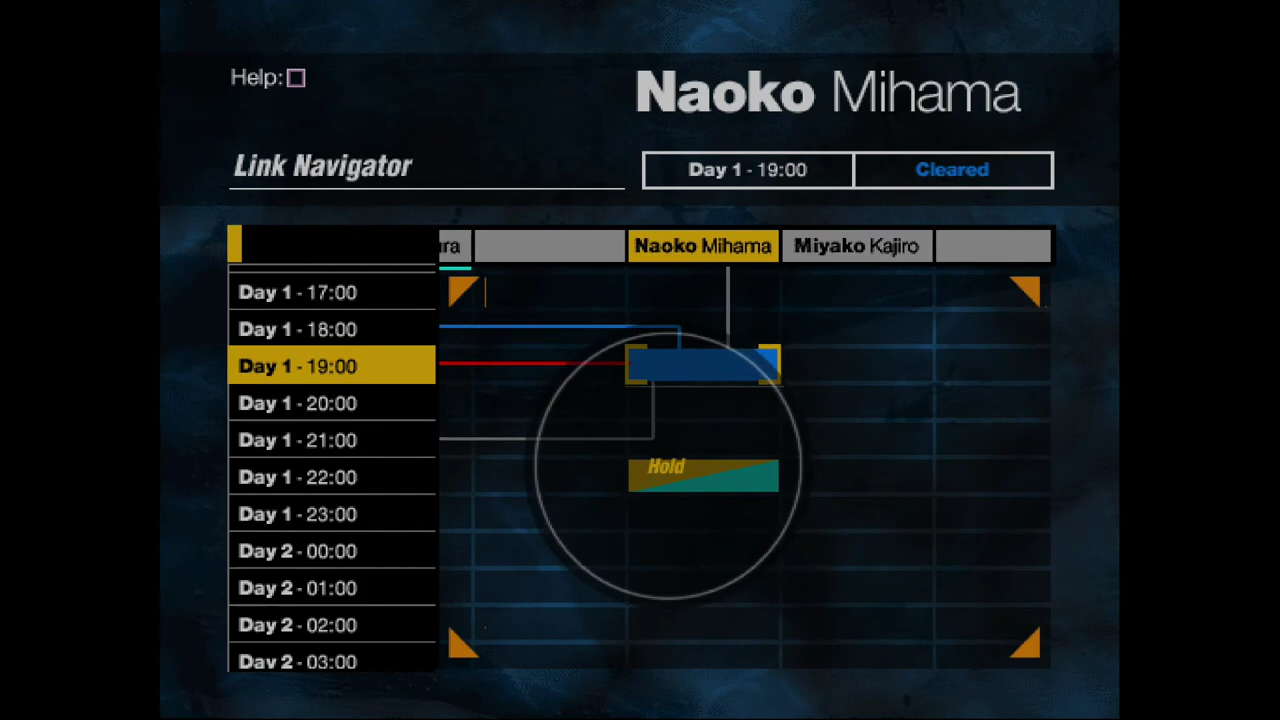 Help:
Naoko Mihama
Link Navigator
Day 1 - 19:00
Cleared
ra
Naoko Mihama
Miyako Kajiro
Day 1 - 17:00
Day 1 - 18:00
Day 1 - 19:00
Day 1 - 20:00
Day 1 - 21:00
Day 1 - 22:00
Day 1 - 23:00
Day 2 - 00:00
Day 2 - 01:00
Day 2 - 02:00
Day 2 - 03:00
Hold